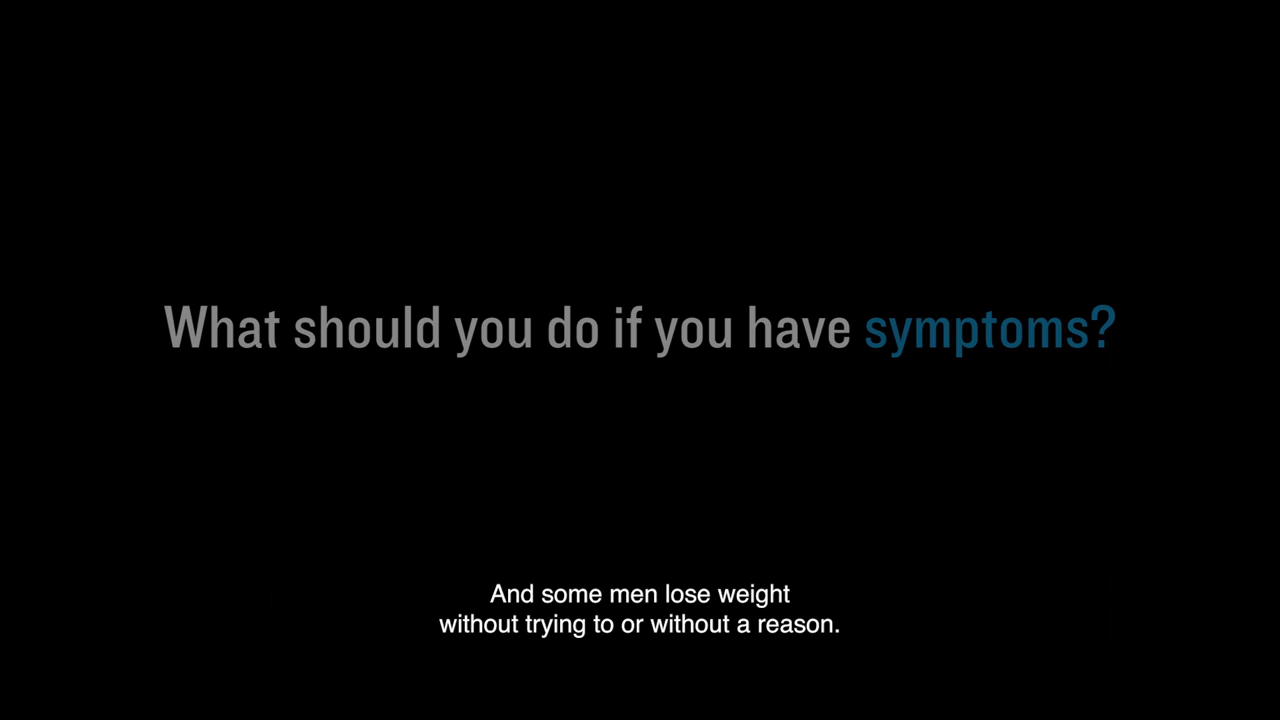 What should you do if you have symptoms?
And some men lose weight
without trying to or without a reason.